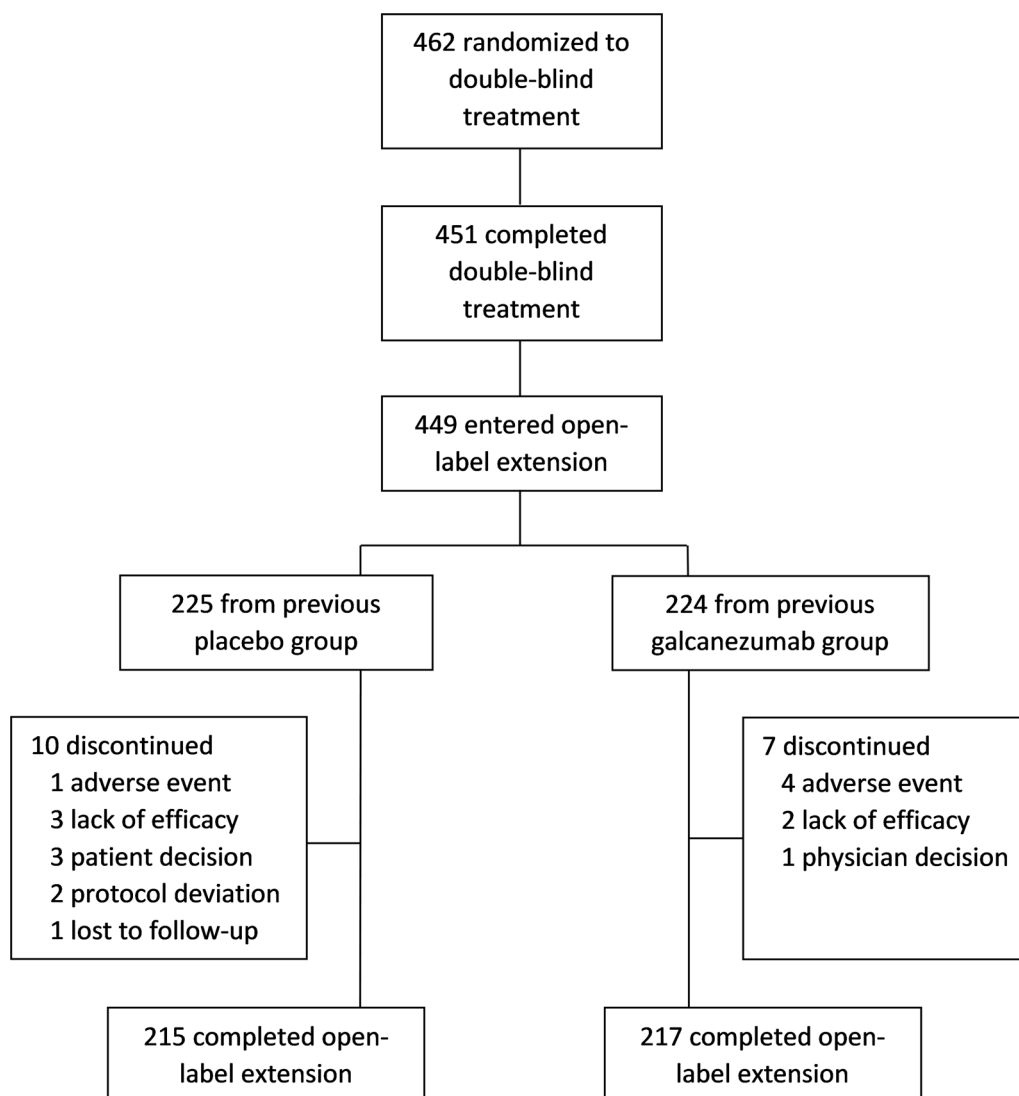 462 randomized to
double-blind
treatment
451 completed
double-blind
treatment
449 entered open-
label extension
225 from previous
placebo group
224 from previous
galcanezumab group
10 discontinued
1 adverse event
3 lack of efficacy
3 patient decision
2 protocol deviation
1 lost to follow-up
7 discontinued
4 adverse event
2 lack of efficacy
1 physician decision
215 completed open-
label extension
217 completed open-
label extension